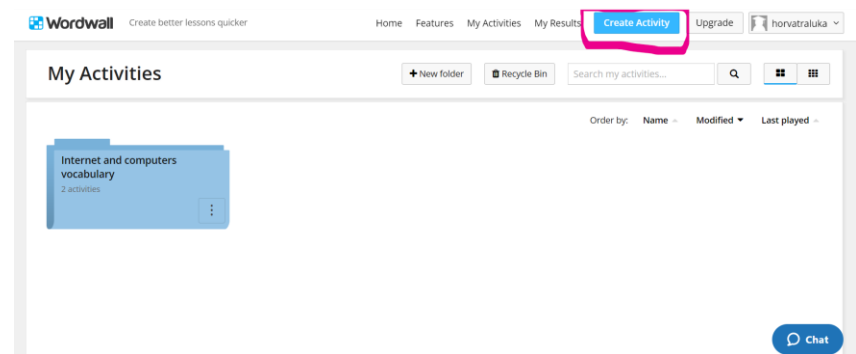 Wordwall Create better lessons quicker Home Features My Activities My Results Create Activity Upgrade horvatraluka
My Activities + New folder Recycle Bin Search my activities...
Order by: Name Modified Last played
Internet and computers
vocabulary
2 activities
Chat